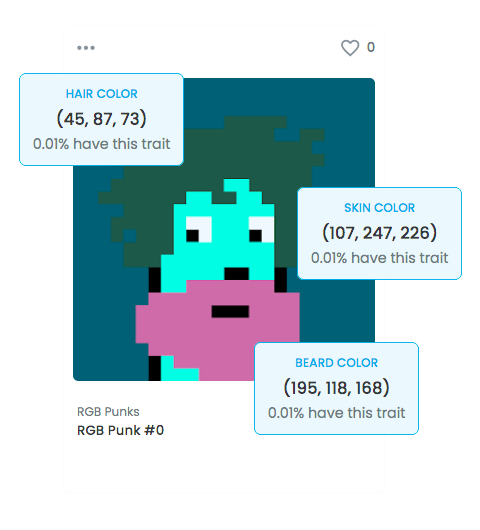 0
HAIR COLOR
(45, 87, 73)
0.01% have this trait
SKIN COLOR
(107, 247, 226)
0.01% have this trait
BEARD COLOR
(195, 118, 168)
0.01% have this trait
RGB Punks
RGB Punk #0